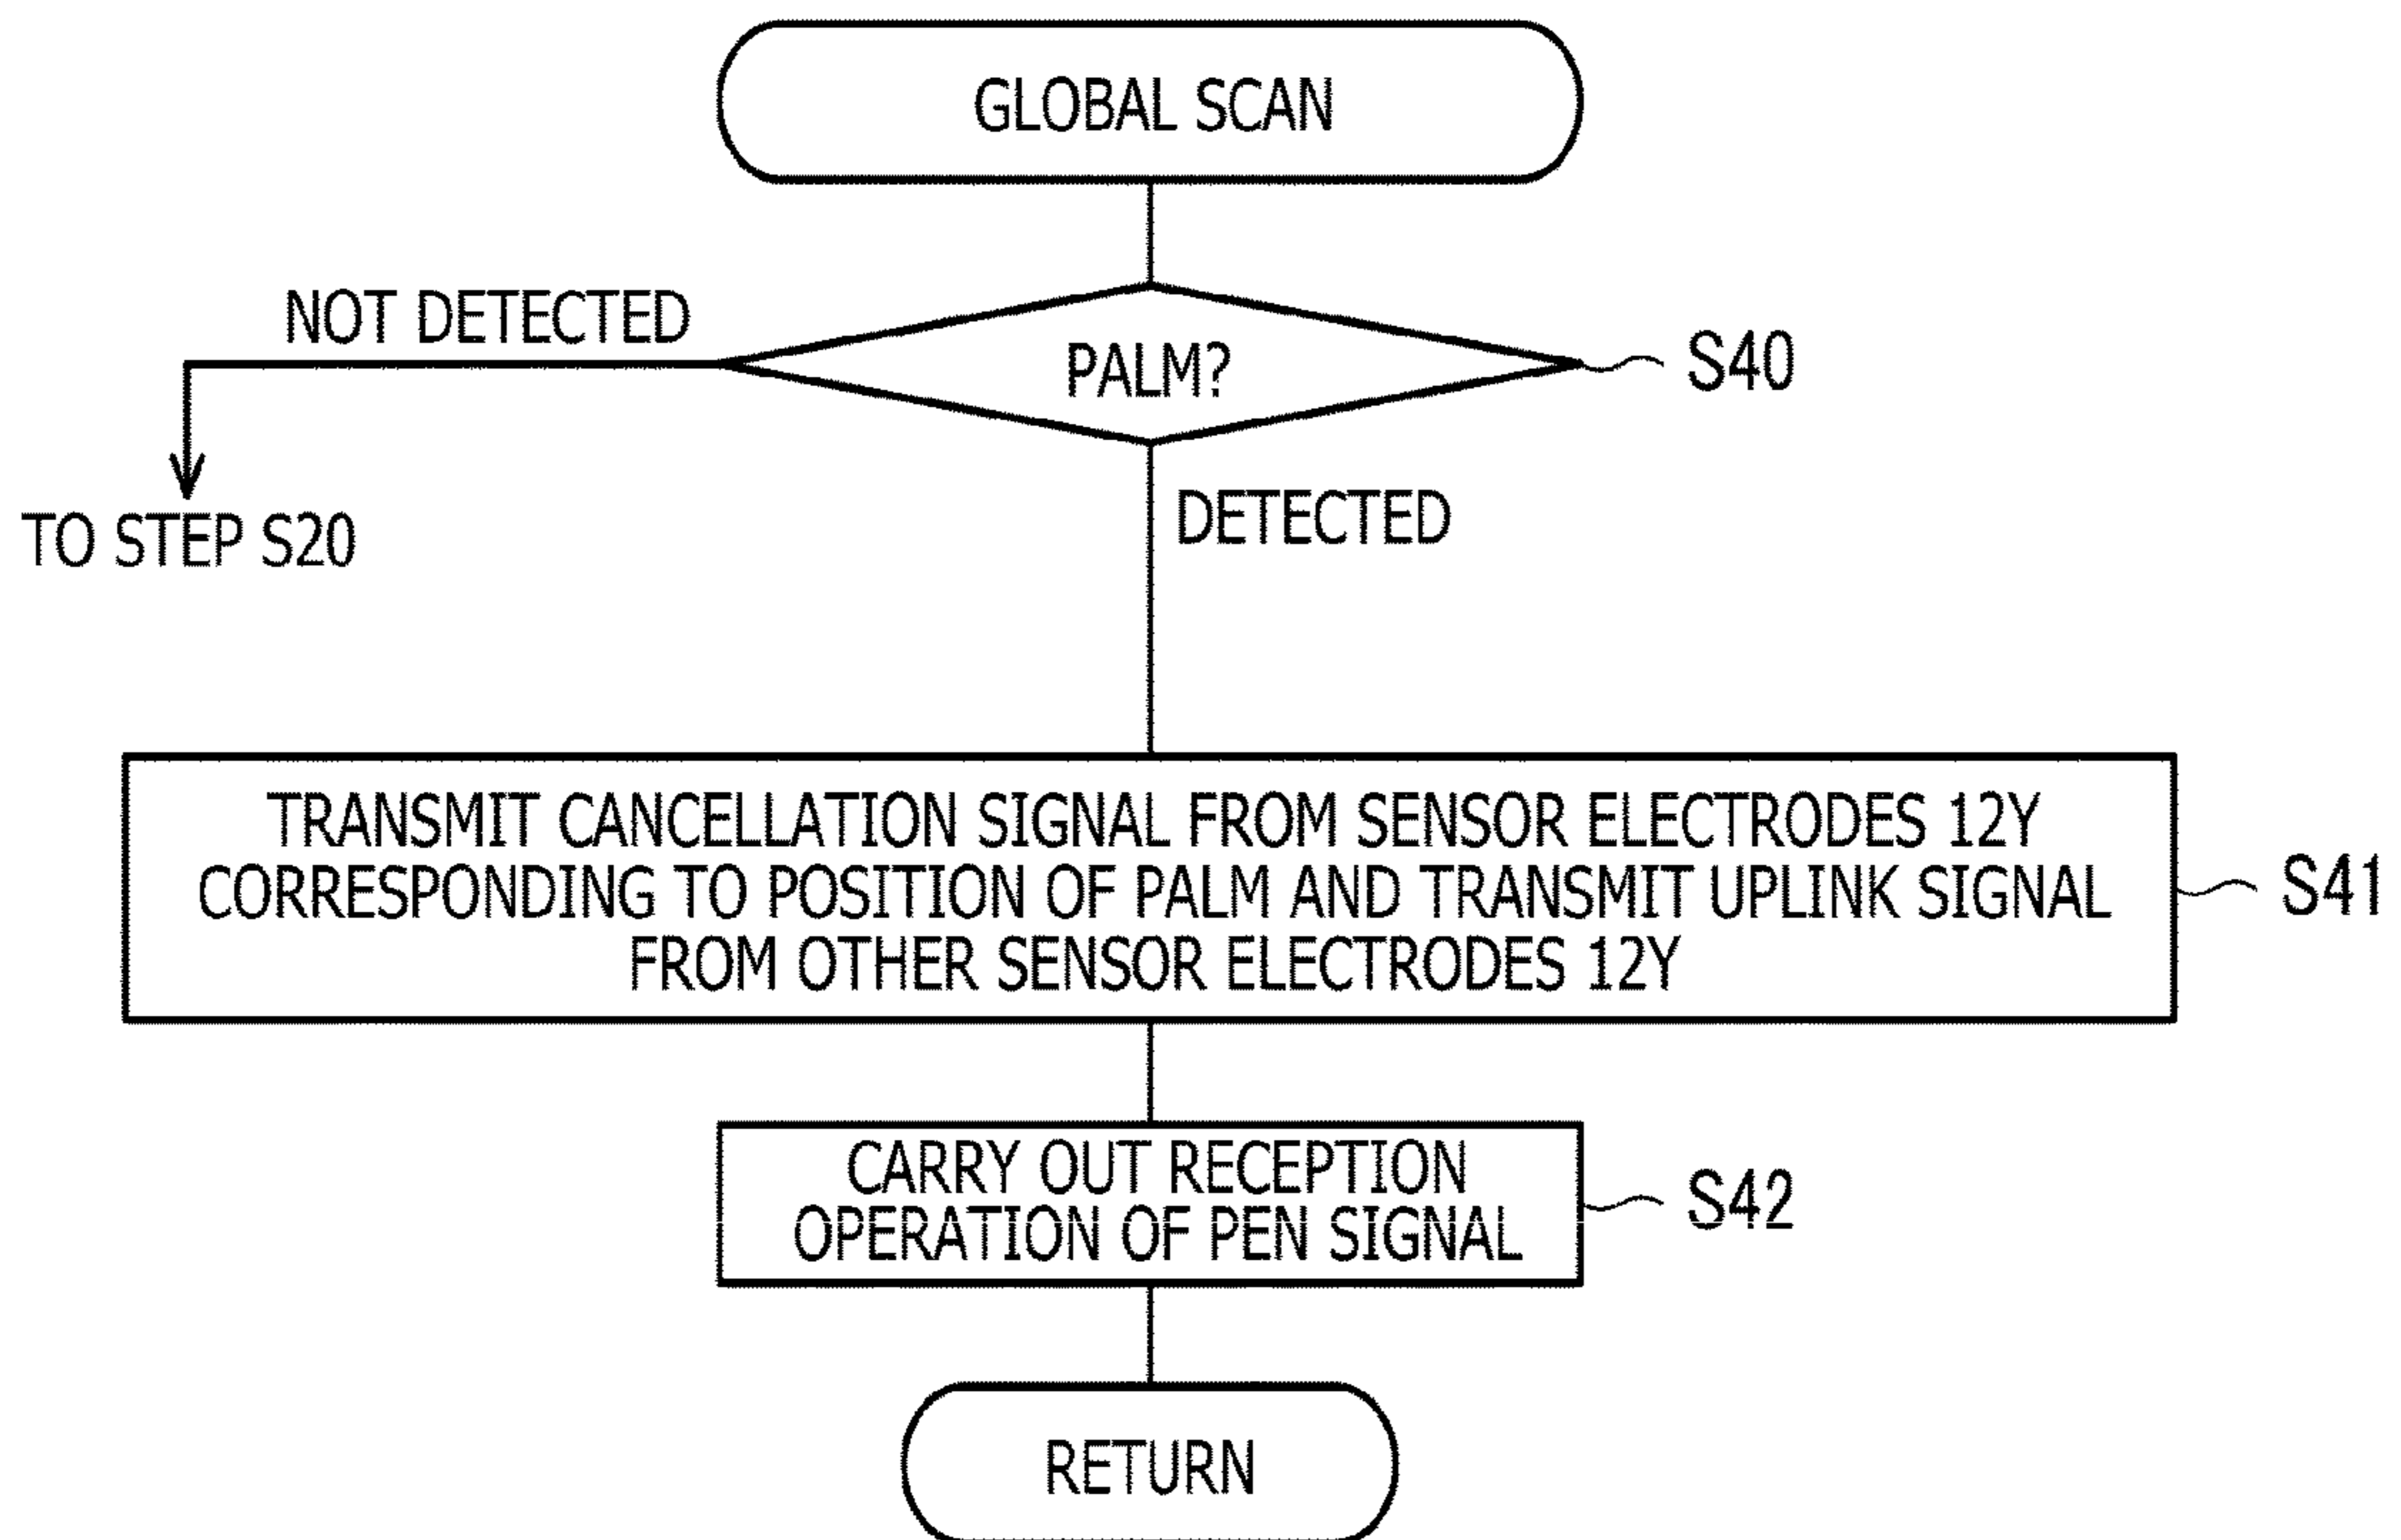 GLOBAL SCAN
NOT DETECTED
PALM?
S40
TO STEP S20
DETECTED
TRANSMIT CANCELLATION SIGNAL FROM SENSOR ELECTRODES 12Y
CORRESPONDING TO POSITION OF PALM AND TRANSMIT UPLINK SIGNAL
FROM OTHER SENSOR ELECTRODES 12Y
S41
CARRY OUT RECEPTION
OPERATION OF PEN SIGNAL
S42
RETURN